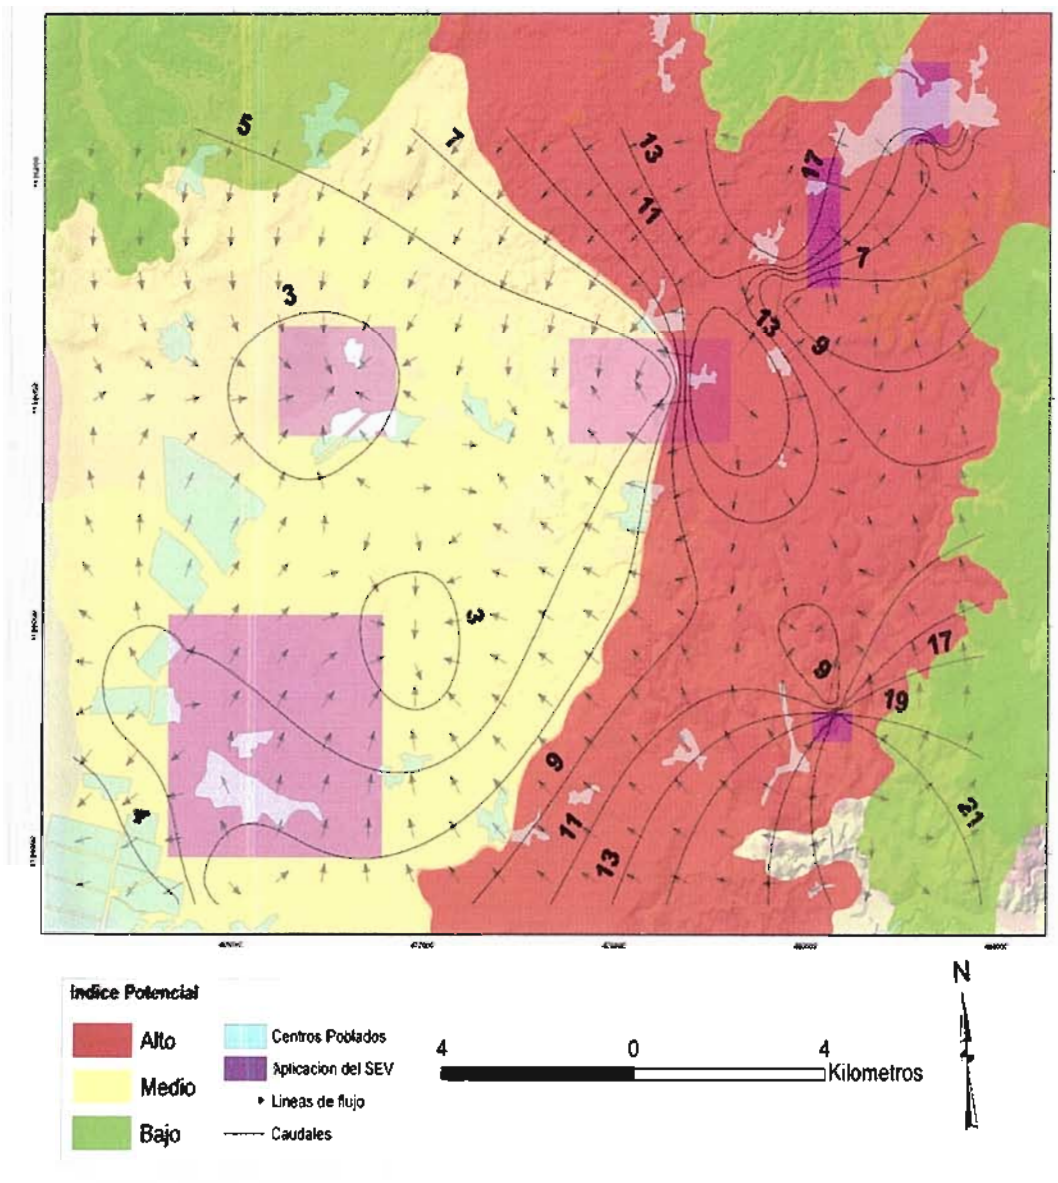 5
7
13
17
11
7
3
13
9
3
17
9
19
9
21
4
11
13
N
Indice Potencial
Alto
Medio
Bajo
Centros Poblados
Aplicacion del SEV
Lineas de flujo
Caudales
4 0 4
Kilometros